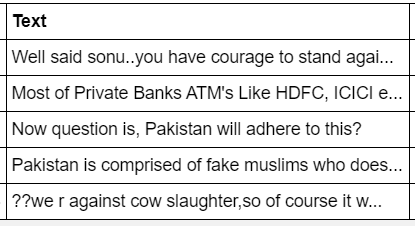 Text
Well said sonu..you have courage to stand agai...
Most of Private Banks ATM's Like HDFC, ICICI e...
Now question is, Pakistan will adhere to this?
Pakistan is comprised of fake muslims who does...
??we r against cow slaughter,so of course it w...